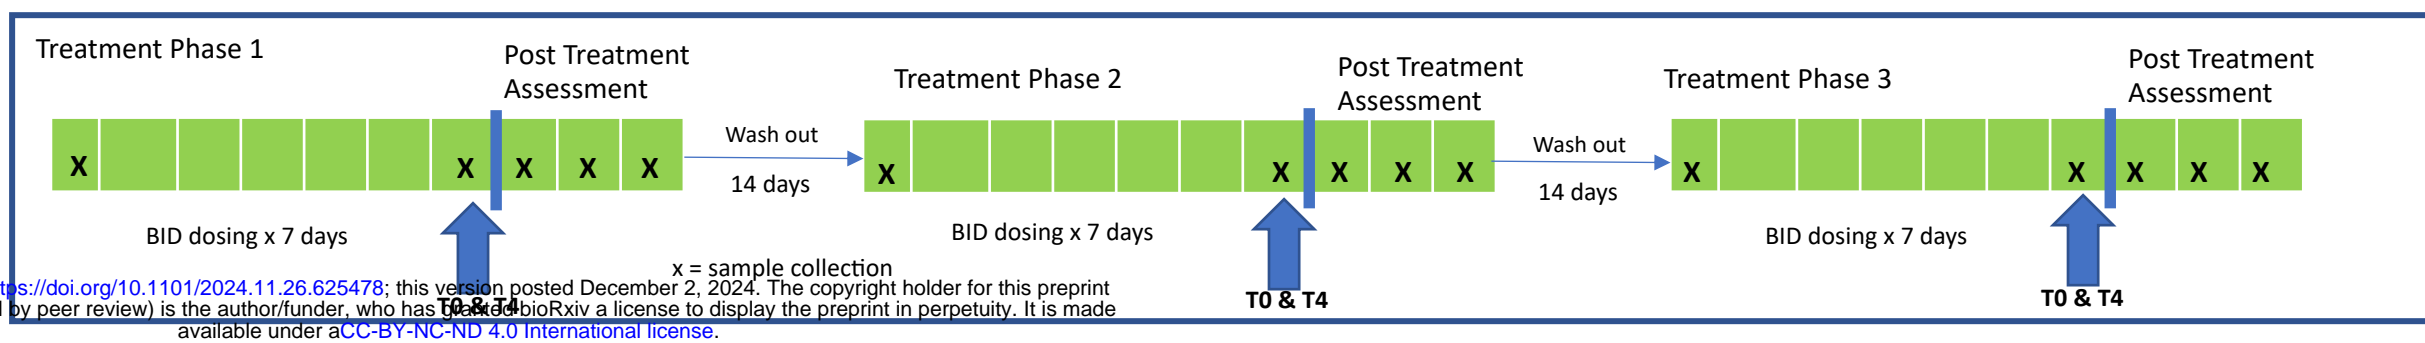 Treatment Phase 1
Post Treatment
Assessment
Treatment Phase 2
Post Treatment
Assessment
Treatment Phase 3
Post Treatment
Assessment
X X X X X
Wash out
14 days
X X X X X
Wash out
14 days
X X X X X
BID dosing x 7 days
BID dosing x 7 days
BID dosing x 7 days
x = sample collection
T0 & T4
T0 & T4
T0 & T4
tps://doi.org/10.1101/2024.11.26.625478; this version posted December 2, 2024. The copyright holder for this preprint
by peer review) is the author/funder, who has granted bioRxiv a license to display the preprint in perpetuity. It is made
available under aCC-BY-NC-ND 4.0 International license.